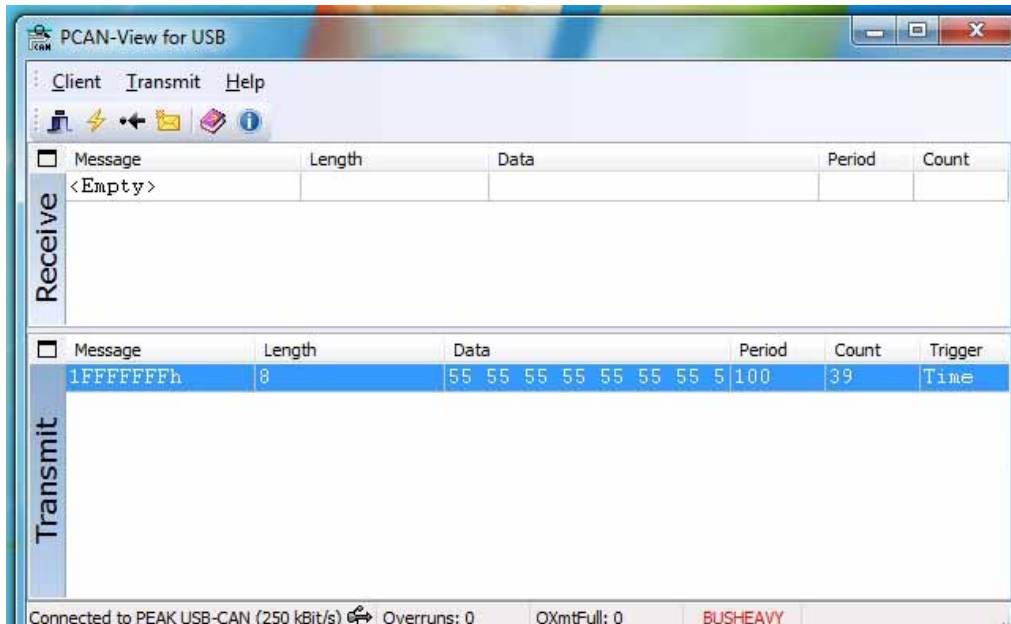 PCAN-View for USB
Client Transmit Help
Message Length Data Period Count
<Empty>
Receive
Message Length Data Period Count Trigger
1FFFFFFFh 8 55 55 55 55 55 55 55 5 100 39 Time
Transmit
Connected to PEAK USB-CAN (250 kBit/s) Overruns: 0 QXmtFull: 0 BUSHEAVY